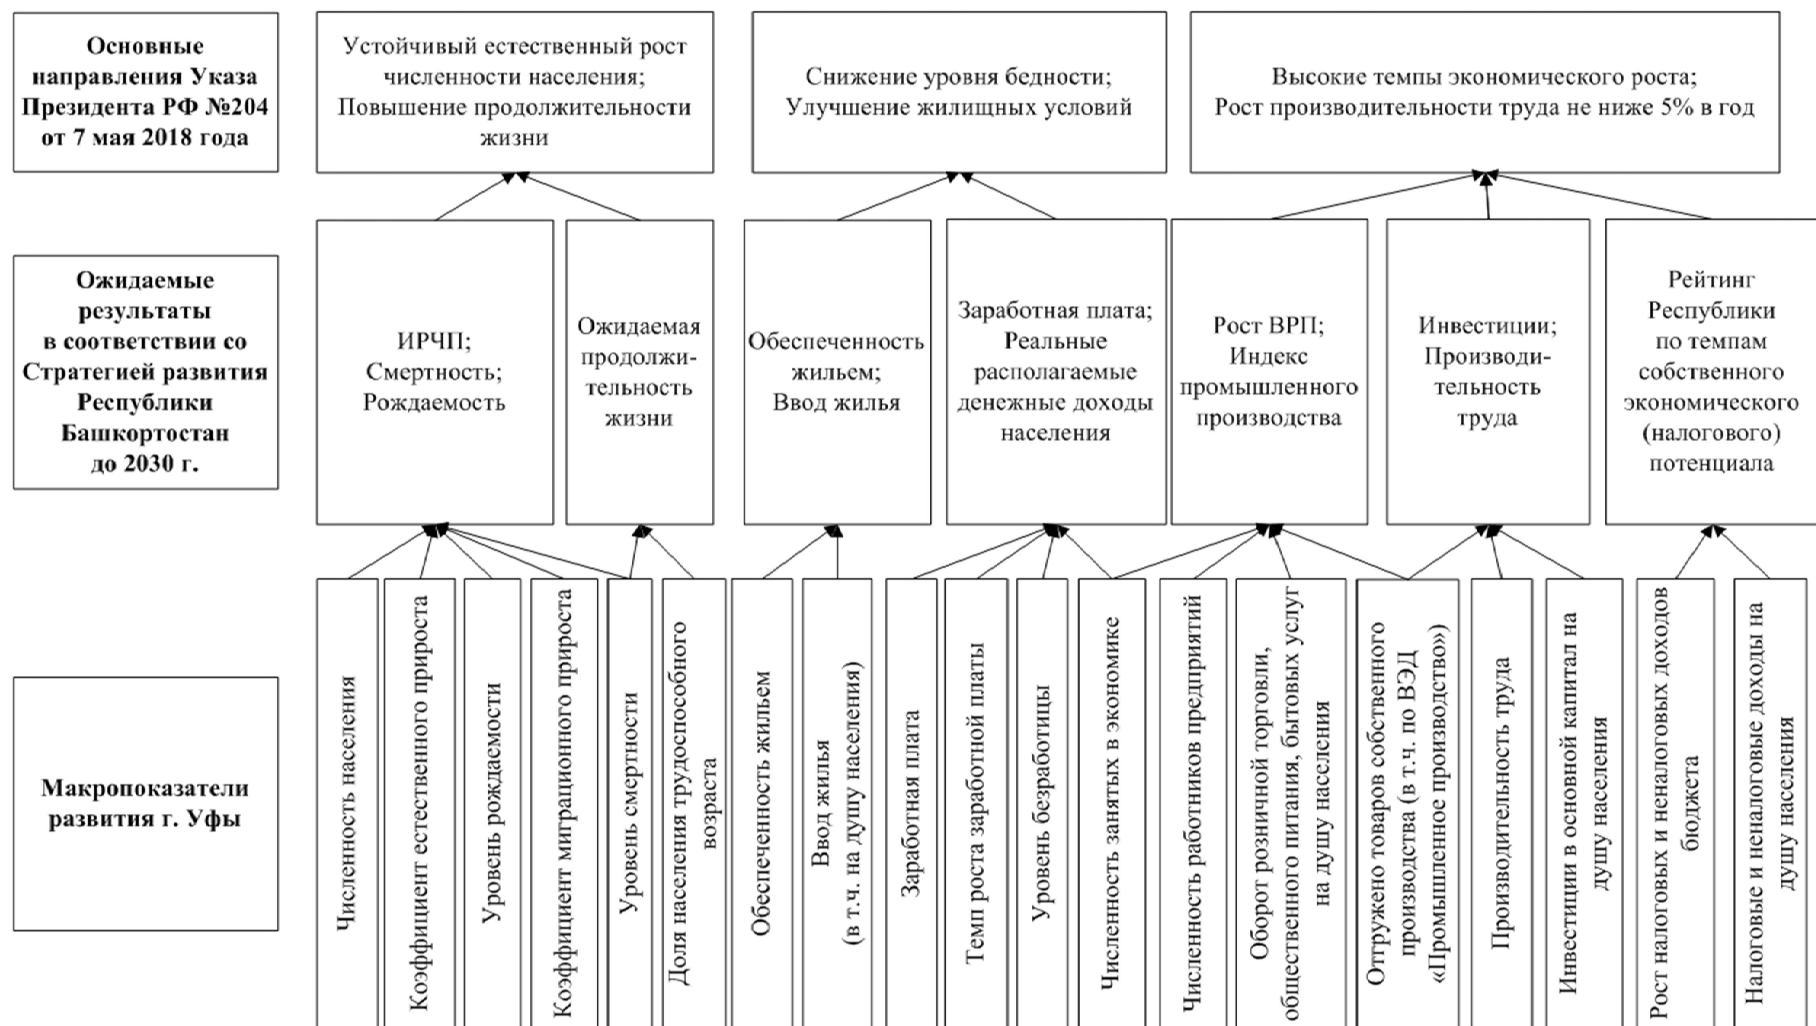 Основные
направления Указа
Президента РФ №204
от 7 мая 2018 года
Устойчивый естественный рост
численности населения;
Повышение продолжительности
жизни
Снижение уровня бедности;
Улучшение жилищных условий
Высокие темпы экономического роста;
Рост производительности труда не ниже 5% в год
Ожидаемые
результаты
в соответствии со
Стратегией развития
Республики
Башкортостан
до 2030 г.
ИРЧП;
Смертность;
Рождаемость
Ожидаемая
продолжи-
тельность
жизни
Обеспеченность
жильем;
Ввод жилья
Заработная плата;
Реальные
располагаемые
денежные доходы
населения
Рост ВРП;
Индекс
промышленного
производства
Инвестиции;
Производи-
тельность
труда
Рейтинг
Республики
по темпам
собственного
экономического
(налогового)
потенциала
Макропоказатели
развития г. Уфы
Численность населения
Коэффициент естественного прироста
Уровень рождаемости
Коэффициент миграционного прироста
Уровень смертности
Доля населения трудоспособного
возраста
Обеспеченность жильем
Ввод жилья
(в т.ч. на душу населения)
Заработная плата
Темп роста заработной платы
Уровень безработицы
Численность занятых в экономике
Численность работников предприятий
Оборот розничной торговли,
общественного питания, бытовых услуг
на душу населения
Отгружено товаров собственного
производства (в т.ч. по ВЭД
«Промышленное производство»)
Производительность труда
Инвестиции в основной капитал на
душу населения
Рост налоговых и неналоговых доходов
бюджета
Налоговые и неналоговые доходы на
душу населения